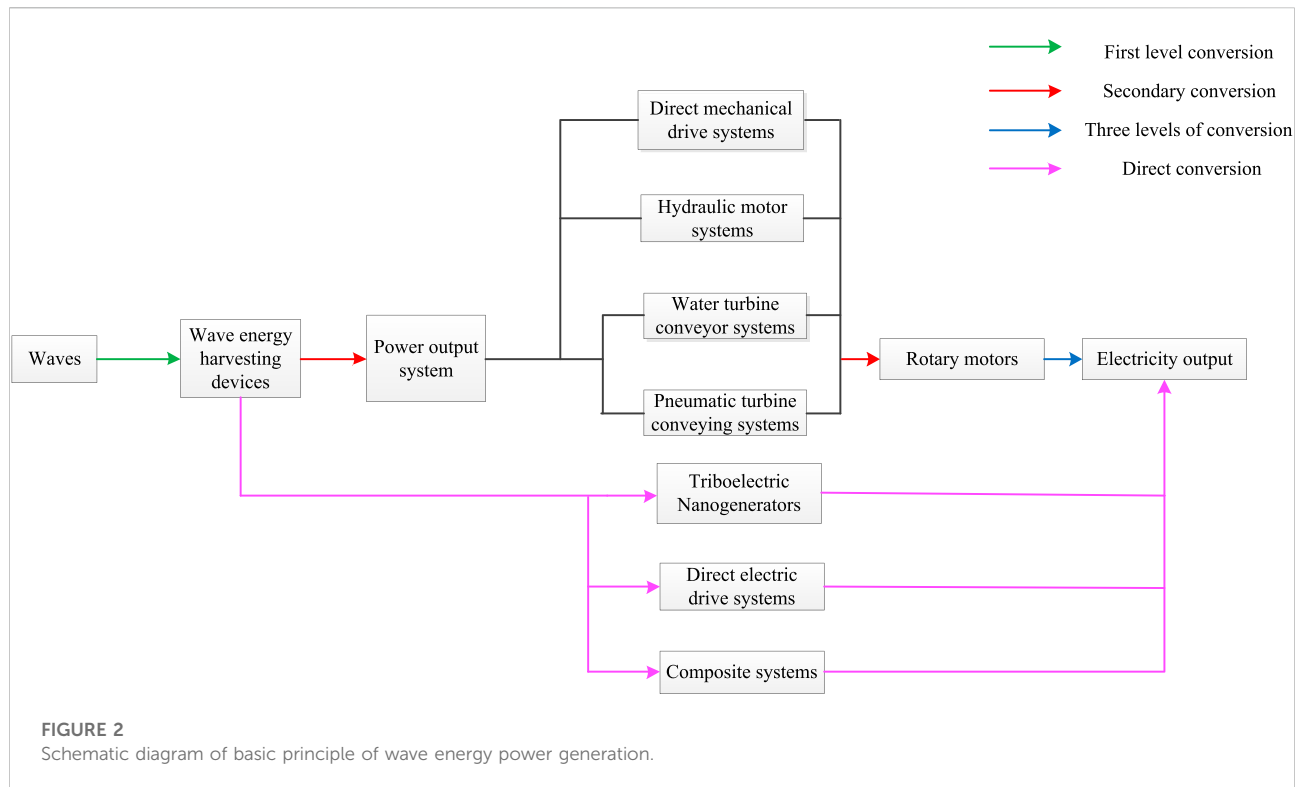 First level conversion
Secondary conversion
Three levels of conversion
Direct conversion
Direct mechanical
drive systems
Hydraulic motor
systems
Water turbine
conveyor systems
Pneumatic turbine
conveying systems
Waves
Wave energy
harvesting
devices
Power output
system
Rotary motors
Electricity output
Triboelectric
Nanogenerators
Direct electric
drive systems
Composite systems
FIGURE 2
Schematic diagram of basic principle of wave energy power generation.